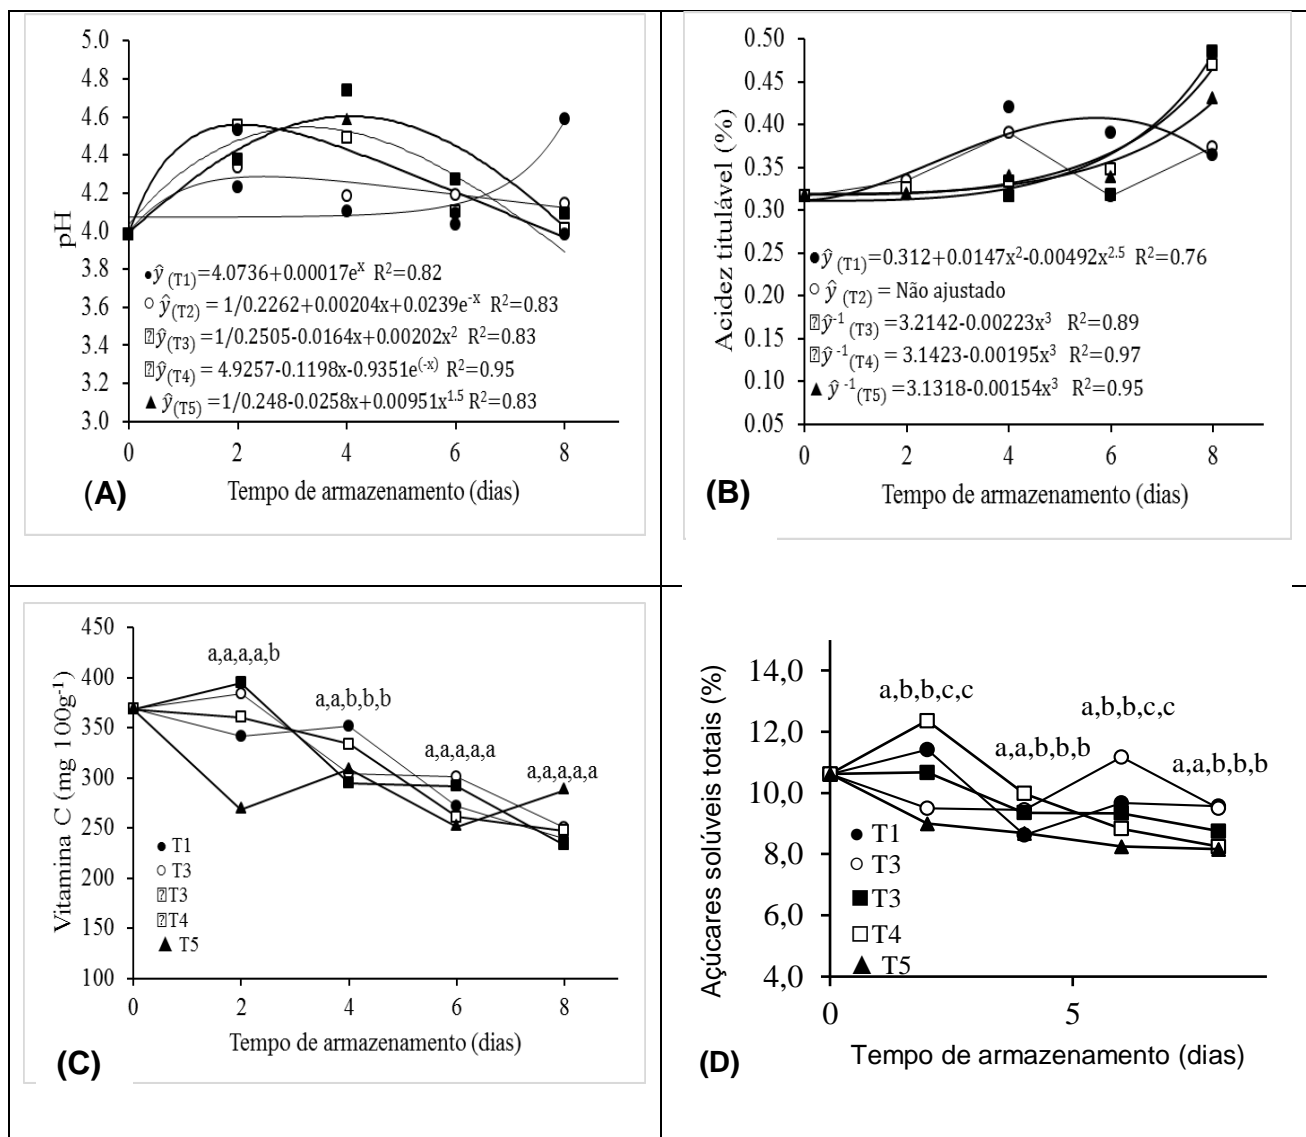 5.0
4.8
4.6
4.4
4.2
4.0
3.8
3.6
3.4
3.2
3.0
pH
•ŷ(T1)=4.0736+0.00017eˣ R²=0.82
ŷ(T2) = 1/0.2262+0.00204x+0.0239e⁻ˣ R²=0.83
ŷ(T3) =1/0.2505-0.0164x+0.00202x² R²=0.83
ŷ(T4) = 4.9257-0.1198x-0.9351e⁽⁻ˣ⁾ R²=0.95
▲ ŷ(T5) =1/0.248-0.0258x+0.00951x¹·⁵ R²=0.83
0 2 4 6 8
Tempo de armazenamento (dias)
(A)
0.50
0.45
0.40
0.35
0.30
0.25
0.20
0.15
0.10
0.05
Acidez titulável (%)
● ŷ(T1)=0.312+0.0147x²-0.00492x²·⁵ R²=0.76
○ ŷ (T2) = Não ajustado
ŷ⁻¹ (T3) =3.2142-0.00223x³ R²=0.89
ŷ⁻¹ (T4) =3.1423-0.00195x³ R²=0.97
▲ ŷ⁻¹(T5) =3.1318-0.00154x³ R²=0.95
0 2 4 6 8
Tempo de armazenamento (dias)
(B)
450
400
350
300
250
200
150
100
Vitamina C (mg 100g⁻¹)
a,a,a,a,b
a,a,b,b,b
a,a,a,a,a
a,a,a,a,a
● T1
○ T3
T3
T4
▲ T5
0 2 4 6 8
Tempo de armazenamento (dias)
(C)
14,0
12,0
10,0
8,0
6,0
4,0
Açúcares solúveis totais (%)
a,b,b,c,c
a,a,b,b,b
a,b,b,c,c
a,a,b,b,b
● T1
○ T3
■ T3
□ T4
▲ T5
0 5
Tempo de armazenamento (dias)
(D)